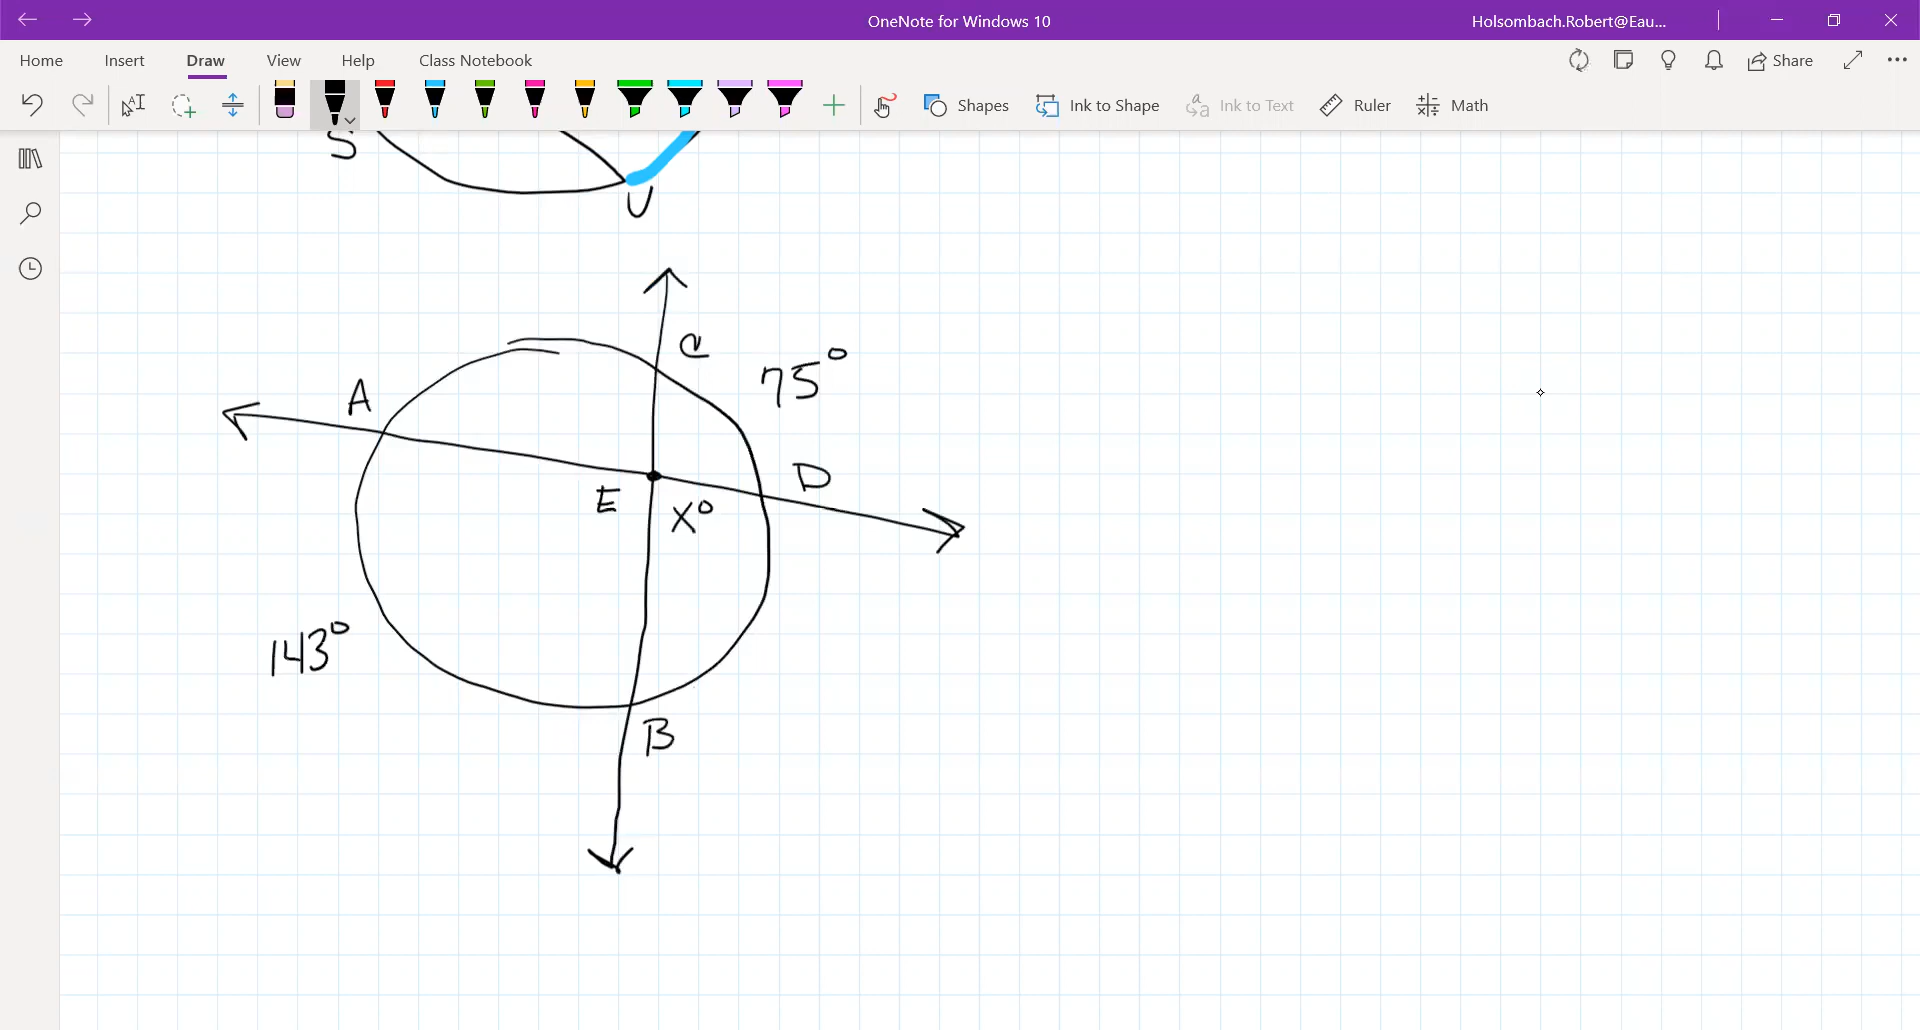 OneNote for Windows 10
Holsombach.Robert@Eau...
Home Insert Draw View Help Class Notebook
Share
Shapes Ink to Shape Ink to Text Ruler Math
S
U
C
75°
A
D
E
X°
143°
B